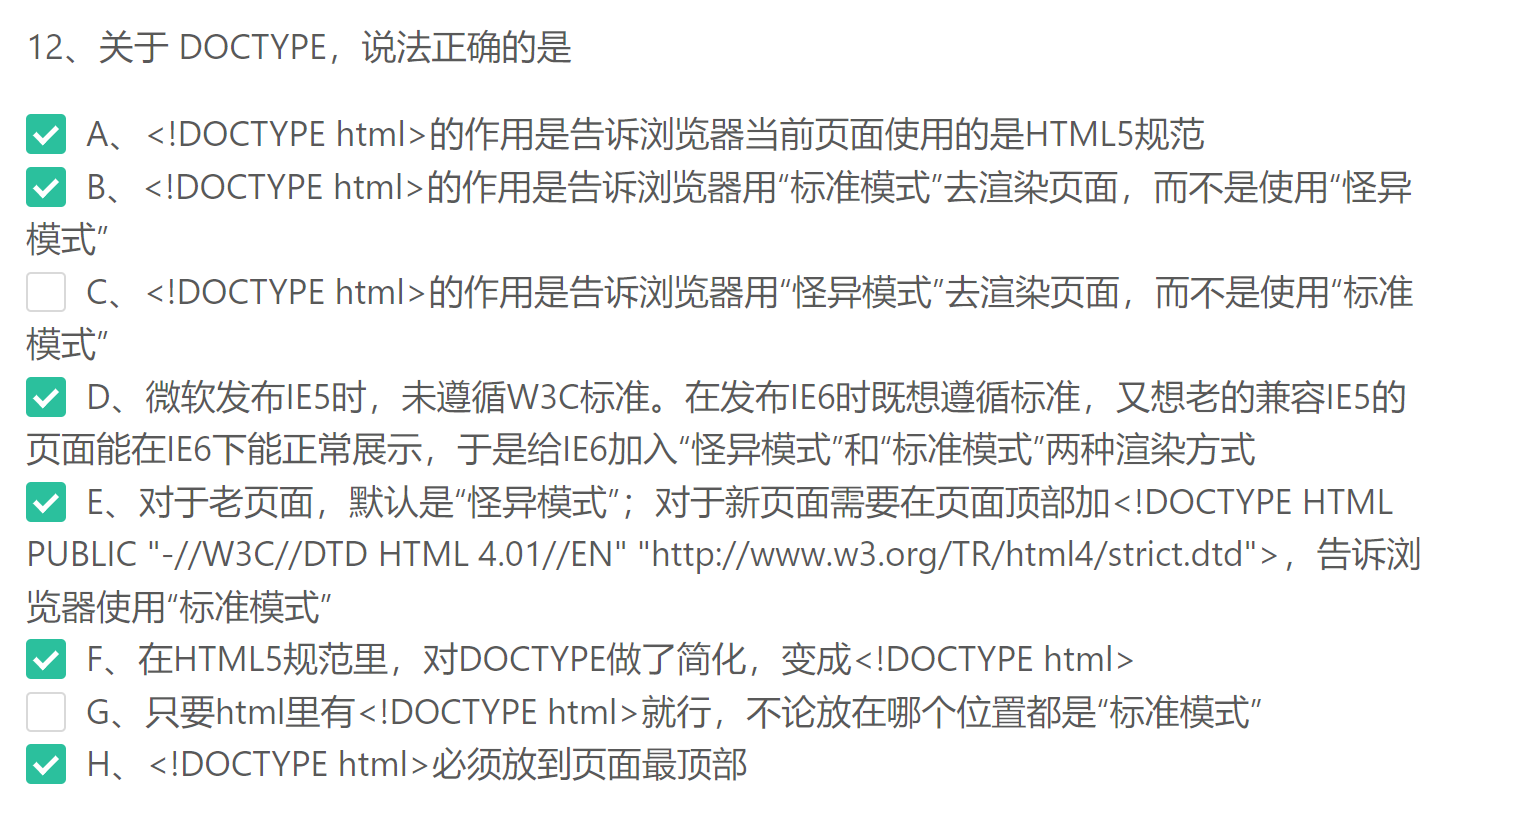 12、关于 DOCTYPE，说法正确的是
A、<!DOCTYPE html>的作用是告诉浏览器当前页面使用的是HTML5规范
B、<!DOCTYPE html>的作用是告诉浏览器用“标准模式”去渲染页面，而不是使用“怪异
模式”
C、<!DOCTYPE html>的作用是告诉浏览器用“怪异模式”去渲染页面，而不是使用“标准
模式”
D、微软发布IE5时，未遵循W3C标准。在发布IE6时既想遵循标准，又想老的兼容IE5的
页面能在IE6下能正常展示，于是给IE6加入“怪异模式”和“标准模式”两种渲染方式
E、对于老页面，默认是“怪异模式”；对于新页面需要在页面顶部加<!DOCTYPE HTML
PUBLIC "-//W3C//DTD HTML 4.01//EN" "http://www.w3.org/TR/html4/strict.dtd">，告诉浏
览器使用“标准模式”
F、在HTML5规范里，对DOCTYPE做了简化，变成<!DOCTYPE html>
G、只要html里有<!DOCTYPE html>就行，不论放在哪个位置都是“标准模式”
H、<!DOCTYPE html>必须放到页面最顶部